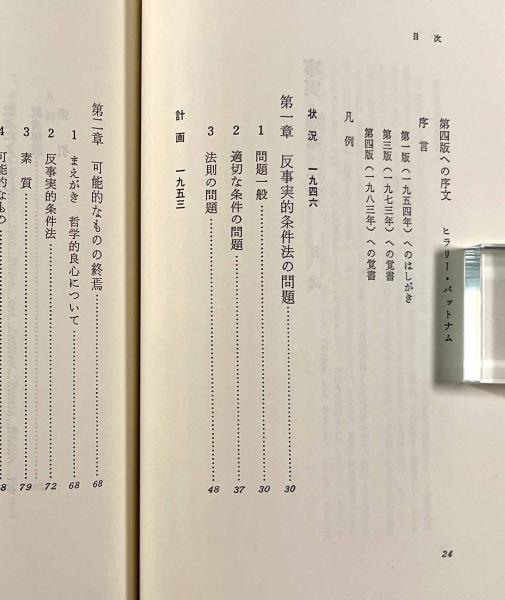 目次
第四版への序文 ヒラリー・パットナム
序言
第一版（一九五四年）へのはしがき
第三版（一九七三年）への覚書
第四版（一九八三年）への覚書
凡例
状況 一九四六
第一章 反事実的条件法の問題……30
1 問題一般……30
2 適切な条件の問題……37
3 法則の問題……48
計画 一九五三
第二章 可能的なものの終焉……68
1 まえがき 哲学的良心について……68
2 反事実的条件法……72
3 素質……79
4 可能的なもの
24